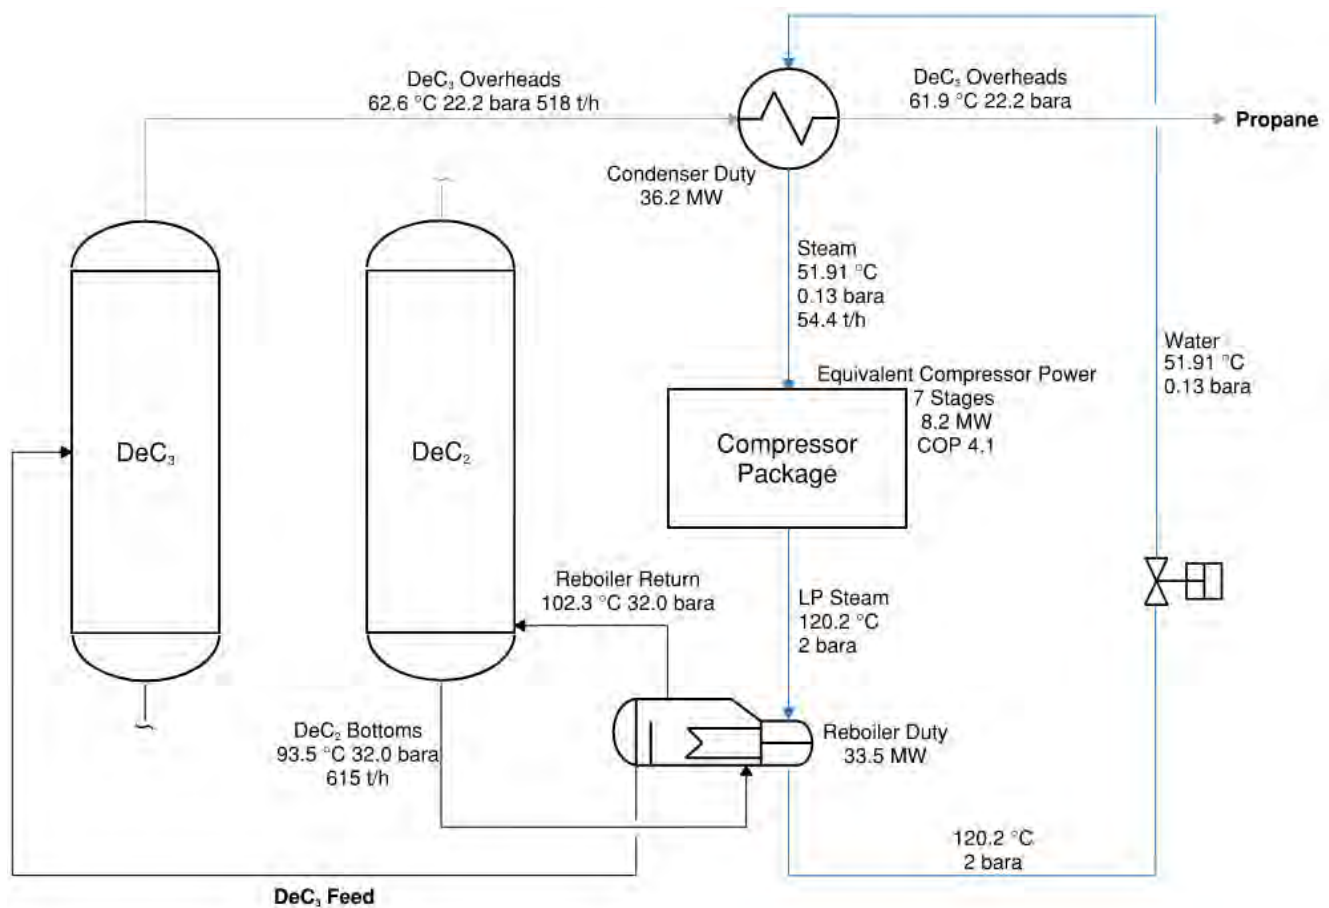 DeC₃ Overheads
62.6 °C 22.2 bara 518 t/h
DeC₃ Overheads
61.9 °C 22.2 bara
Propane
Condenser Duty
36.2 MW
Steam
51.91 °C
0.13 bara
54.4 t/h
Water
51.91 °C
0.13 bara
Equivalent Compressor Power
7 Stages
8.2 MW
COP 4.1
DeC₃
DeC₂
Compressor
Package
Reboiler Return
102.3 °C 32.0 bara
LP Steam
120.2 °C
2 bara
DeC₂ Bottoms
93.5 °C 32.0 bara
615 t/h
Reboiler Duty
33.5 MW
120.2 °C
2 bara
DeC₃ Feed